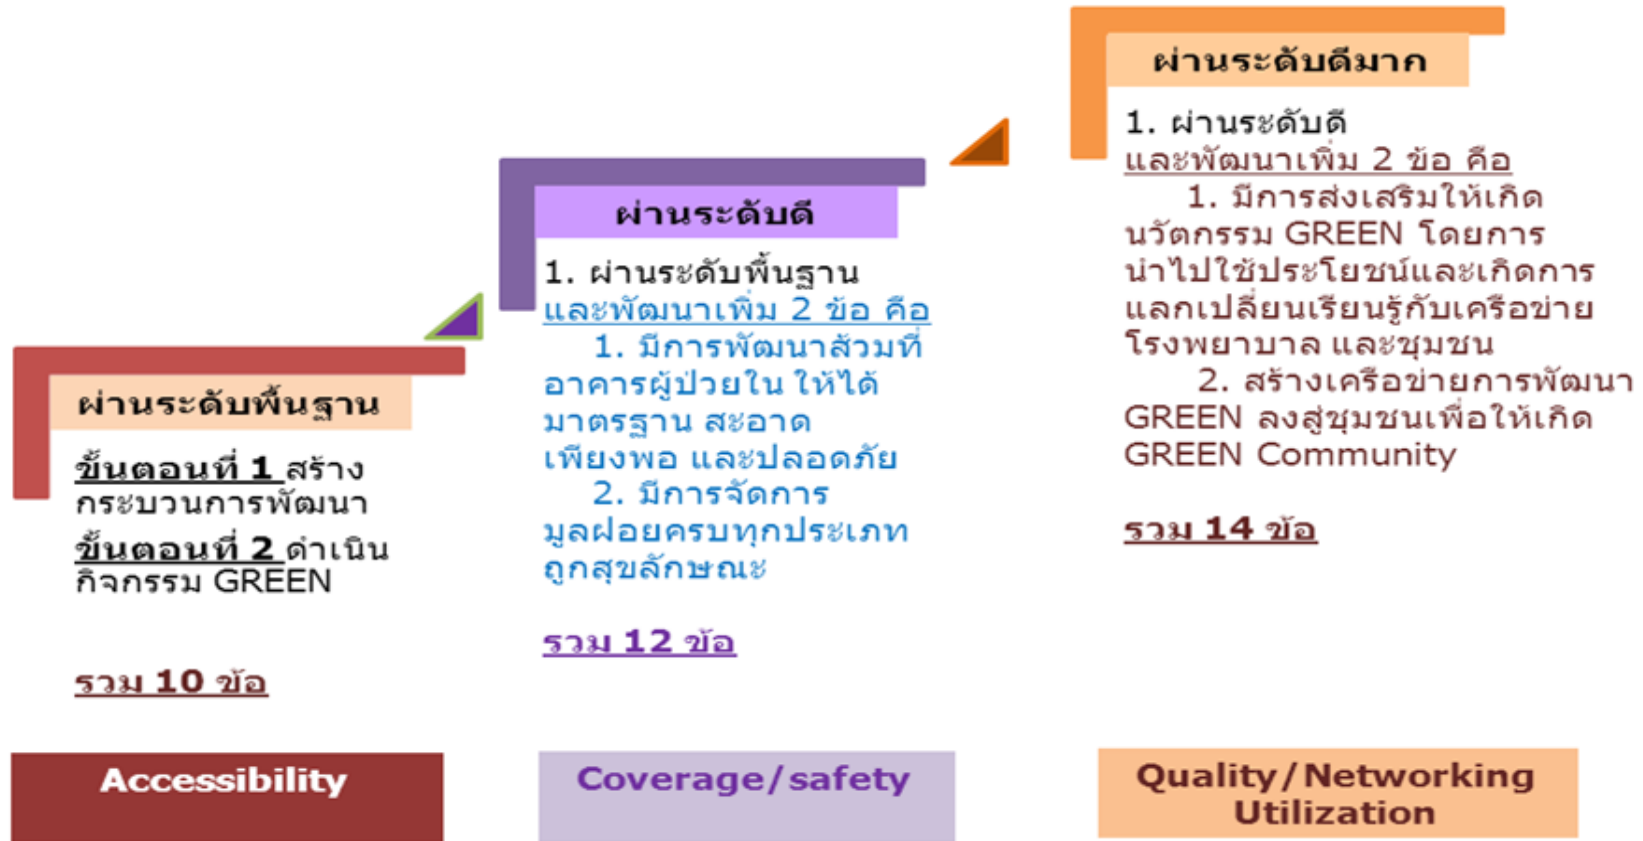 ผ่านระดับพื้นฐาน
ขั้นตอนที่ 1 สร้าง
กระบวนการพัฒนา
ขั้นตอนที่ 2 ดำเนิน
กิจกรรม GREEN
รวม 10 ข้อ
Accessibility
ผ่านระดับดี
1. ผ่านระดับพื้นฐาน
และพัฒนาเพิ่ม 2 ข้อ คือ
1. มีการพัฒนาส้วมที่
อาคารผู้ป่วยใน ให้ได้
มาตรฐาน สะอาด
เพียงพอ และปลอดภัย
2. มีการจัดการ
มูลฝอยครบทุกประเภท
ถูกสุขลักษณะ
รวม 12 ข้อ
Coverage/safety
ผ่านระดับดีมาก
1. ผ่านระดับดี
และพัฒนาเพิ่ม 2 ข้อ คือ
1. มีการส่งเสริมให้เกิด
นวัตกรรม GREEN โดยการ
นำไปใช้ประโยชน์และเกิดการ
แลกเปลี่ยนเรียนรู้กับเครือข่าย
โรงพยาบาล และชุมชน
2. สร้างเครือข่ายการพัฒนา
GREEN ลงสู่ชุมชนเพื่อให้เกิด
GREEN Community
รวม 14 ข้อ
Quality/Networking
Utilization